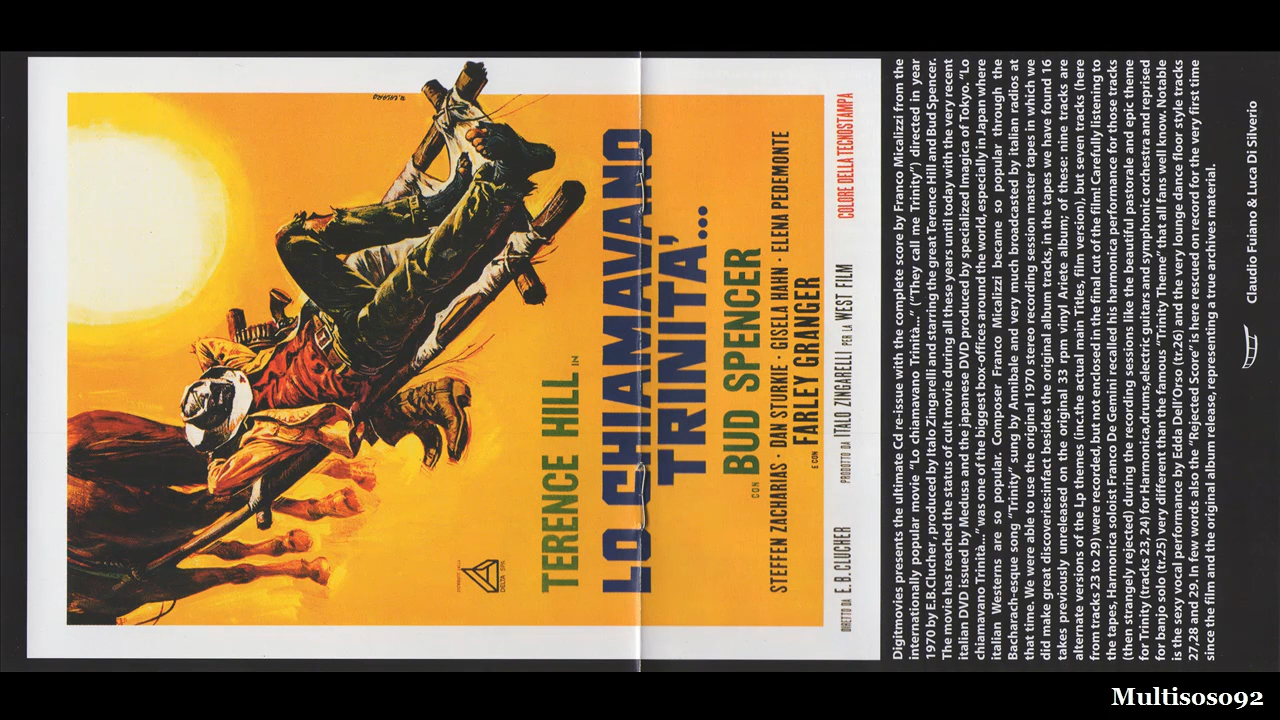 TERENCE HILL IN
LO CHIAMAVANO
TRINITA'...
CON BUD SPENCER
STEFFEN ZACHARIAS · DAN STURKIE · GISELA HAHN · ELENA PEDEMONTE
E CON FARLEY GRANGER
DIRETTO DA E.B. CLUCHER PRODOTTO DA ITALO ZINGARELLI PER LA WEST FILM COLORE DELLA TECNOSTAMPA
DELTA
Digitmovies presents the ultimate Cd re-issue with the complete score by Franco Micalizzi from the
internationally popular movie "Lo chiamavano Trinità..." ("They call me Trinity") directed in year
1970 by E.B.Clucher , produced by Italo Zingarelli and starring the great Terence Hill and Bud Spencer.
The movie has reached the status of cult movie during all these years until today with the very recent
italian DVD issued by Medusa and the japanese DVD produced by specialized Imagica of Tokyo. "Lo
chiamavano Trinità..." was one of the biggest box-offices around the world, especially in Japan where
italian Westerns are so popular. Composer Franco Micalizzi became so popular through the
Bacharach-esque song "Trinity" sung by Annibale and very much broadcasted by italian radios at
that time. We were able to use the original 1970 stereo recording session master tapes in which we
did make great discoveries:infact besides the original album tracks, in the tapes we have found 16
takes previously unreleased on the original 33 rpm vinyl Ariete album; of these: nine tracks are
alternate versions of the Lp themes (inc.the actual main Titles, film version), but seven tracks (here
from tracks 23 to 29) were recorded, but not enclosed in the final cut of the film! Carefully listening to
the tapes, Harmonica soloist Franco De Gemini recalled his harmonica performance for those tracks
(then strangely rejected) during the recording sessions like the beautiful pastorale and epic theme
for Trinity (tracks 23, 24) for Harmonica,drums,electric guitars and symphonic orchestra and reprised
for banjo solo (tr.25) very different than the famous "Trinity Theme"that all fans well know. Notable
is the sexy vocal performance by Edda Dell'Orso (tr.26) and the very lounge dance floor style tracks
27,28 and 29. In few words also the "Rejected Score" is here rescued on record for the very first time
since the film and the original album release, representing a true archives material.
Claudio Fuiano & Luca Di Silverio
Multisoso92